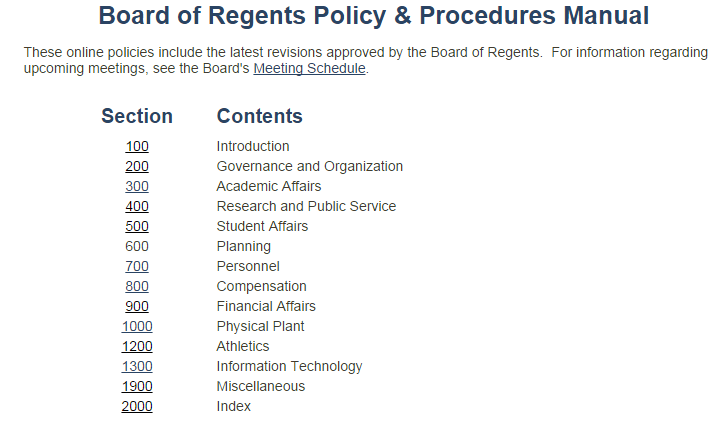 Board of Regents Policy & Procedures Manual
These online policies include the latest revisions approved by the Board of Regents.  For information regarding
upcoming meetings, see the Board's Meeting Schedule.
Section Contents
100 Introduction
200 Governance and Organization
300 Academic Affairs
400 Research and Public Service
500 Student Affairs
600 Planning
700 Personnel
800 Compensation
900 Financial Affairs
1000 Physical Plant
1200 Athletics
1300 Information Technology
1900 Miscellaneous
2000 Index